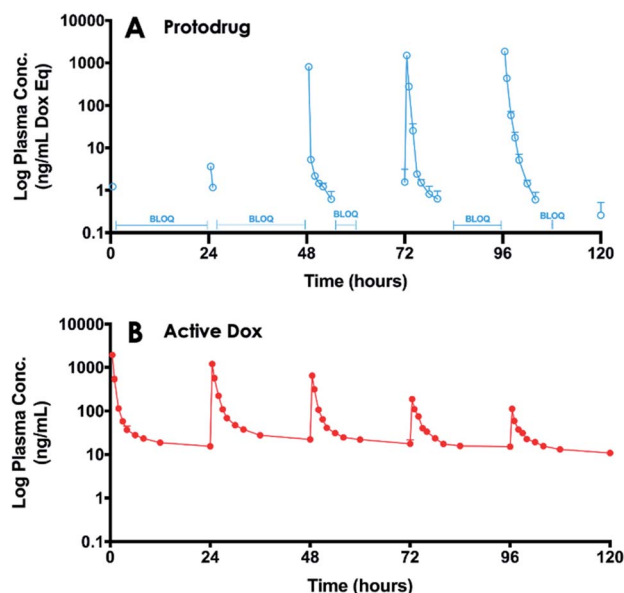 A Protodrug
Log Plasma Conc.
(ng/mL Dox Eq)
10000
1000
100
10
1
0.1
BLOQ
BLOQ
BLOQ
BLOQ
0
24
48
72
96
120
Time (hours)
B Active Dox
Log Plasma Conc.
(ng/mL)
10000
1000
100
10
1
0.1
0
24
48
72
96
120
Time (hours)